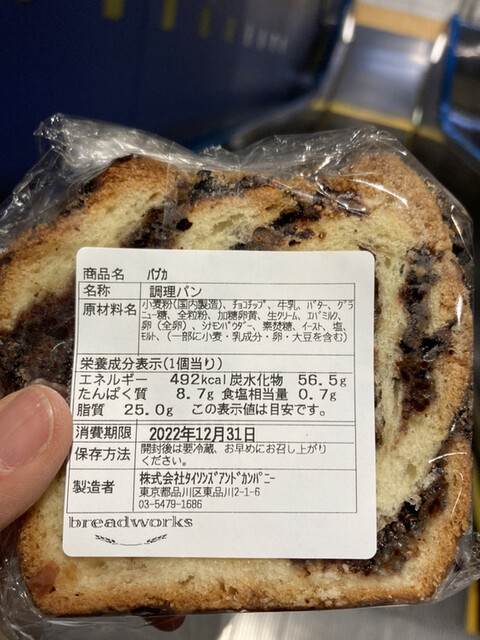 商品名 ﾊﾞﾌﾞｶ
名称 調理パン
原材料名 小麦粉(国内製造)、ﾁｮｺﾁｯﾌﾟ、牛乳、ﾊﾞﾀｰ、ｸﾞﾗ
ﾆｭｰ糖、全粒粉、加糖卵黄、生ｸﾘｰﾑ、ｴﾊﾞﾐﾙｸ、
卵（全卵）、ｼﾅﾓﾝﾊﾟｳﾀﾞｰ、素焚糖、ｲｰｽﾄ、塩、
ﾓﾙﾄ、（一部に小麦・乳成分・卵・大豆を含む）
栄養成分表示(1個当り)
エネルギー 492kcal 炭水化物 56.5g
たんぱく質 8.7g 食塩相当量 0.7g
脂質 25.0g この表示値は目安です。
消費期限 2022年12月31日
保存方法 開封後は要冷蔵、お早めにお召し上がり
ください。
製造者 株式会社ﾀｲｿﾝｽﾞｱﾝﾄﾞｶﾝﾊﾟﾆｰ
東京都品川区東品川2-1-6
03-5479-1686
breadworks